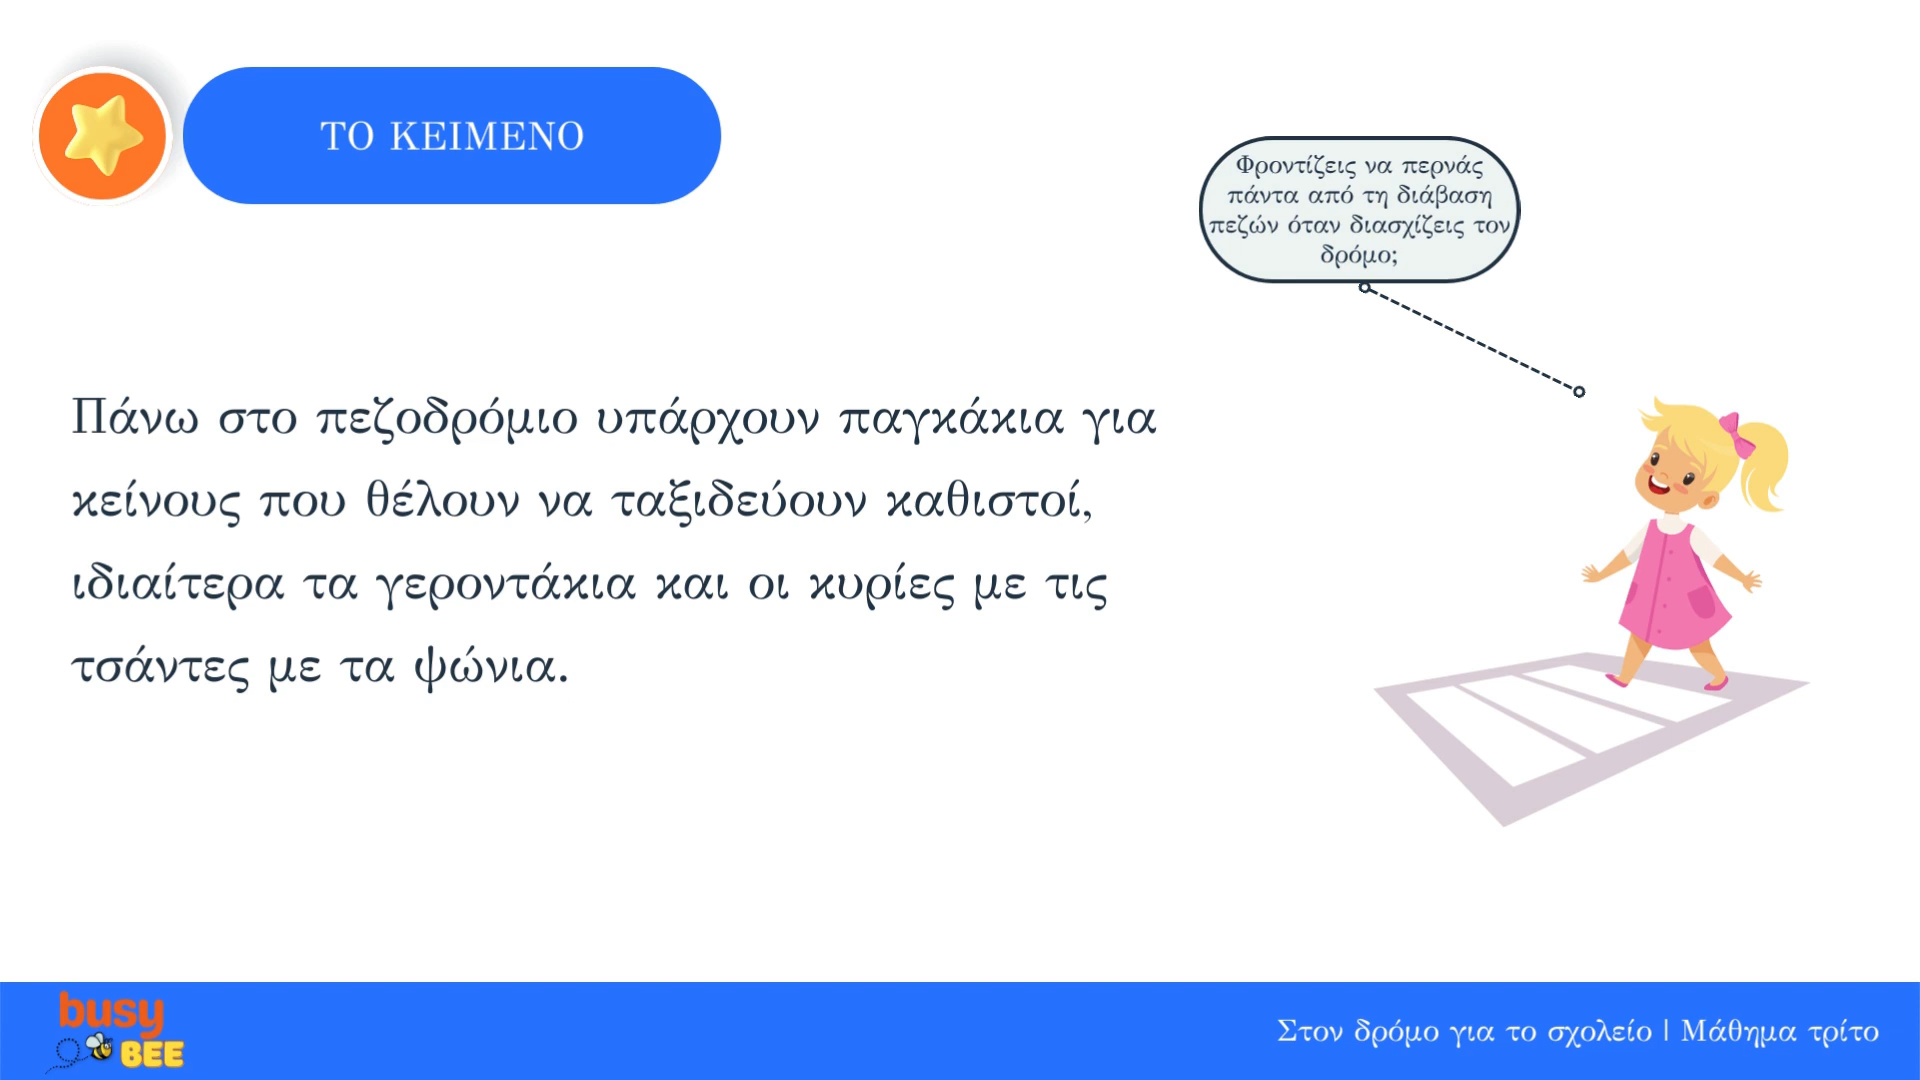 ΤΟ ΚΕΙΜΕΝΟ
Φροντίζεις να περνάς
πάντα από τη διάβαση
πεζών όταν διασχίζεις τον
δρόμο;
Πάνω στο πεζοδρόμιο υπάρχουν παγκάκια για
κείνους που θέλουν να ταξιδεύουν καθιστοί,
ιδιαίτερα τα γεροντάκια και οι κυρίες με τις
τσάντες με τα ψώνια.
busy
BEE
Στον δρόμο για το σχολείο | Μάθημα τρίτο